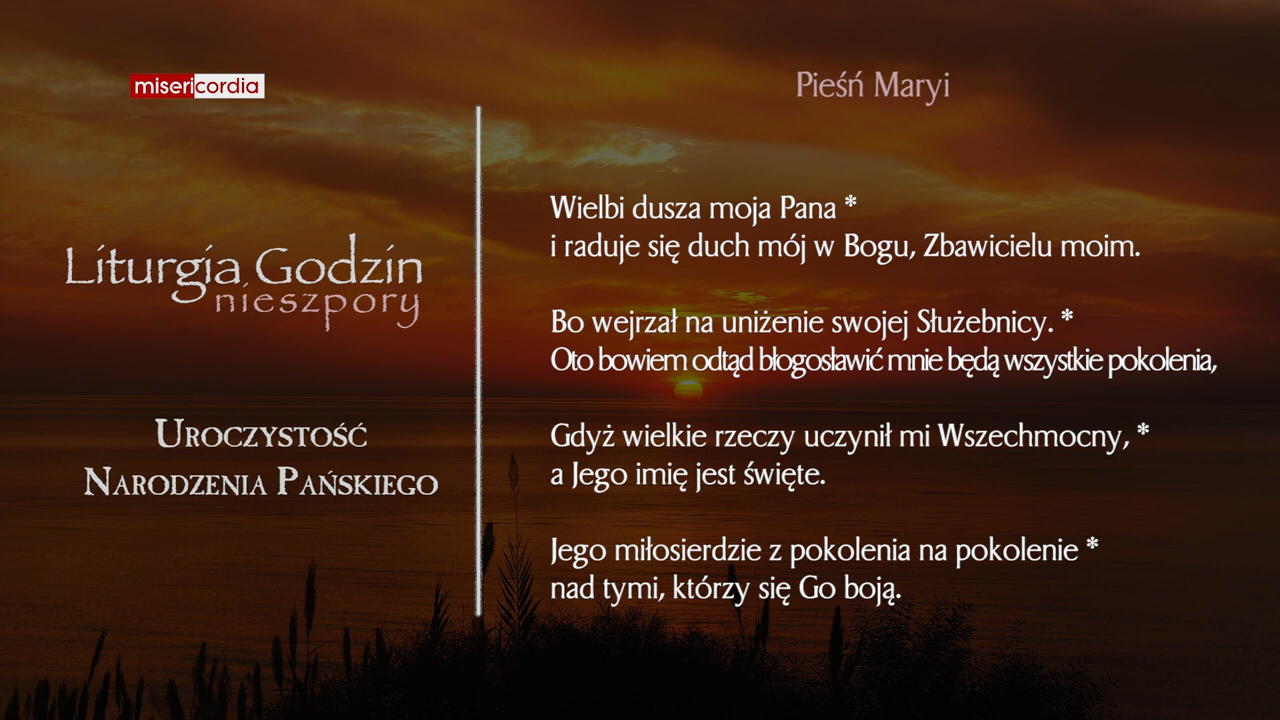 misericordia
Liturgia Godzin
nieszpory
Uroczystość
Narodzenia Pańskiego
Pieśń Maryi
Wielbi dusza moja Pana *
i raduje się duch mój w Bogu, Zbawicielu moim.
Bo wejrzał na uniżenie swojej Służebnicy. *
Oto bowiem odtąd błogosławić mnie będą wszystkie pokolenia,
Gdyż wielkie rzeczy uczynił mi Wszechmocny, *
a Jego imię jest święte.
Jego miłosierdzie z pokolenia na pokolenie *
nad tymi, którzy się Go boją.